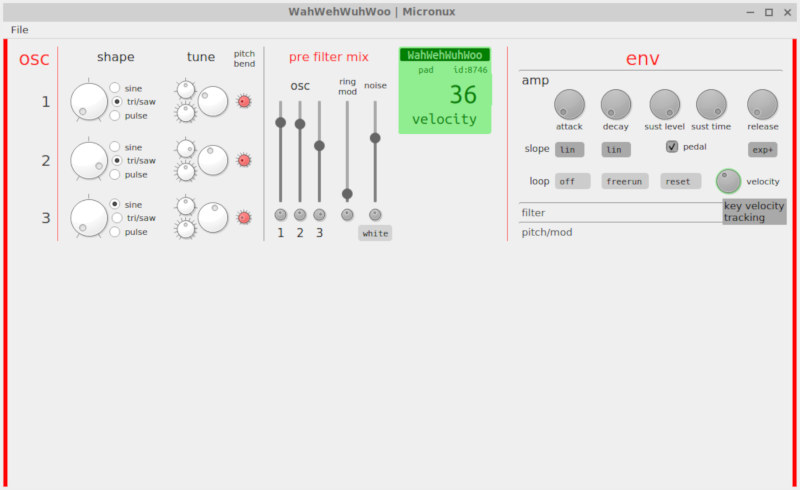 WahWehWuhWoo | Micronux
File
osc
shape
tune
pitch
bend
1
sine
tri/saw
pulse
2
sine
tri/saw
pulse
3
sine
tri/saw
pulse
pre filter mix
osc
ring
mod
noise
1 2 3
white
WahWehWuhWoo
pad id:8746
36
velocity
env
amp
attack decay sust level sust time release
slope lin lin pedal exp+
loop off freerun reset velocity
key velocity
tracking
filter
pitch/mod